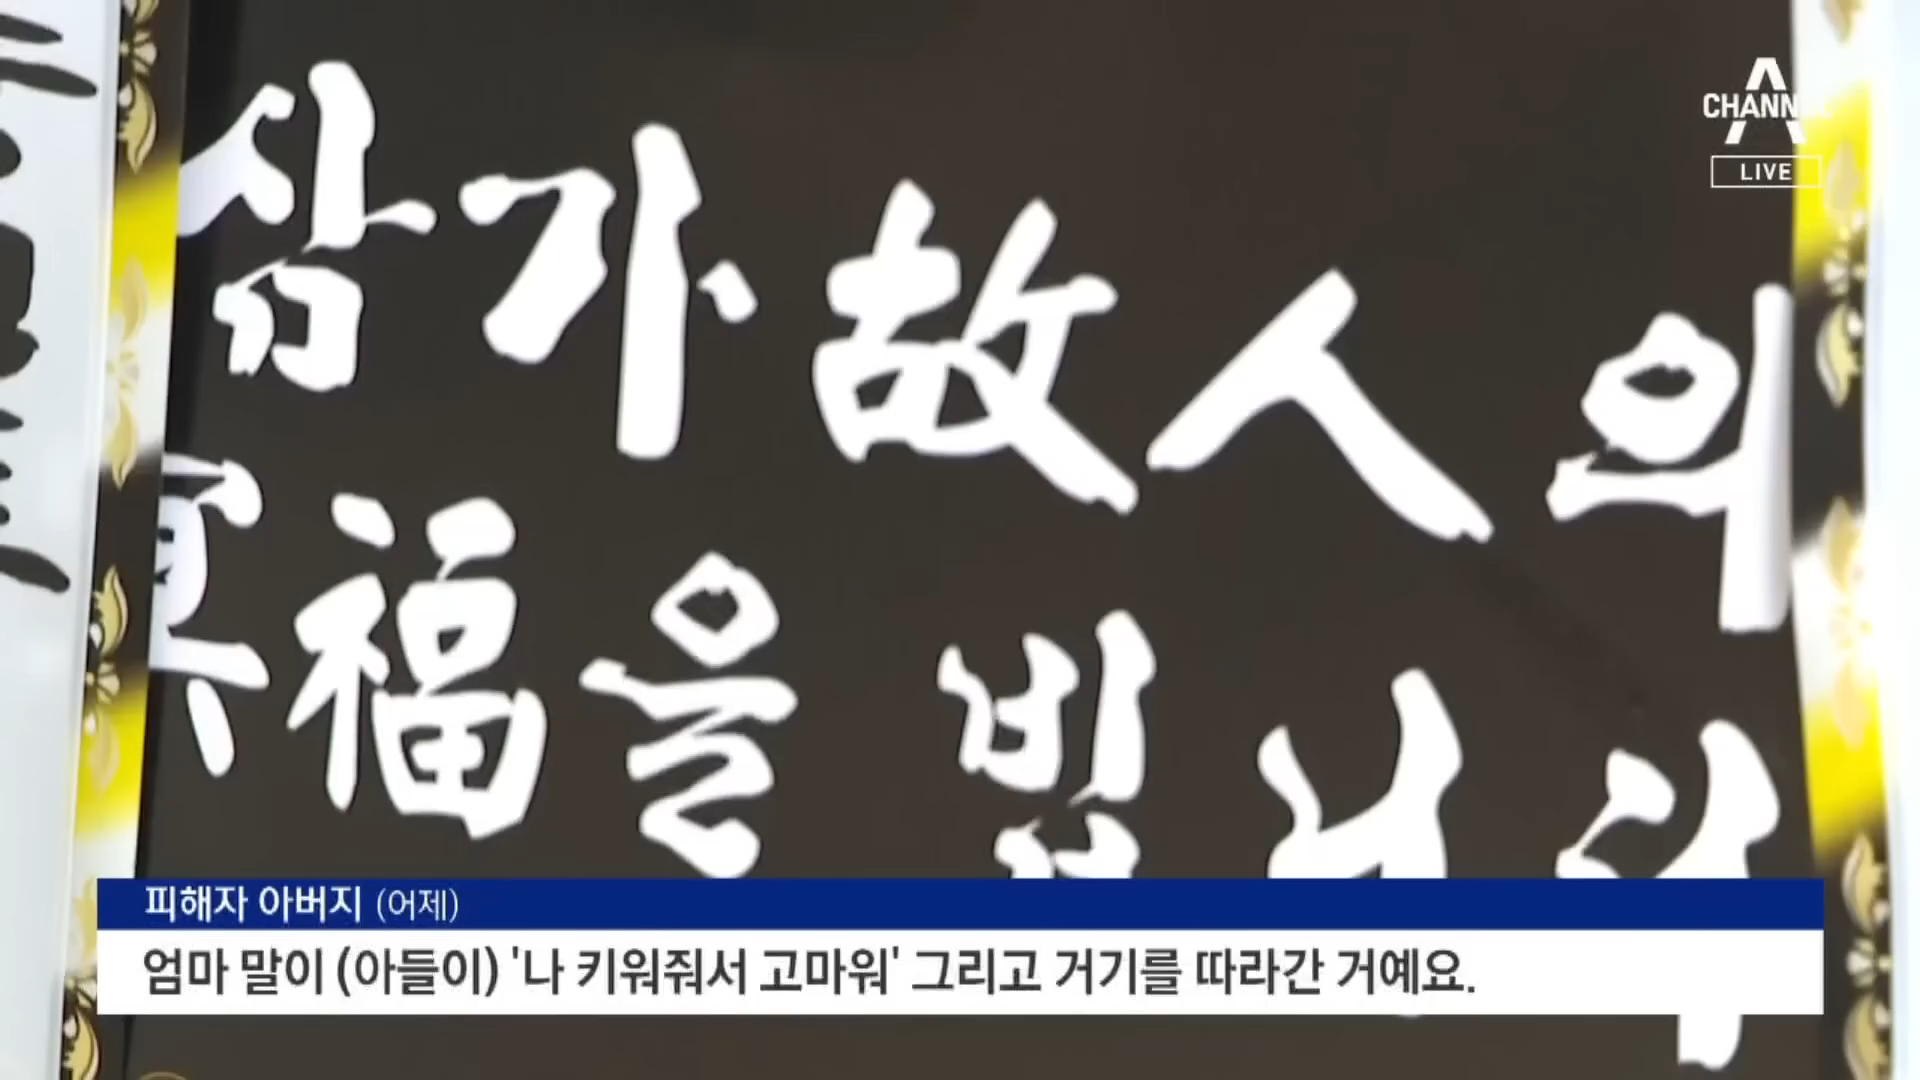 삼가 故人의
冥福을 빕니다
CHANNEL A
LIVE
피해자 아버지 (어제)
엄마 말이 (아들이) '나 키워줘서 고마워' 그리고 거기를 따라간 거예요.